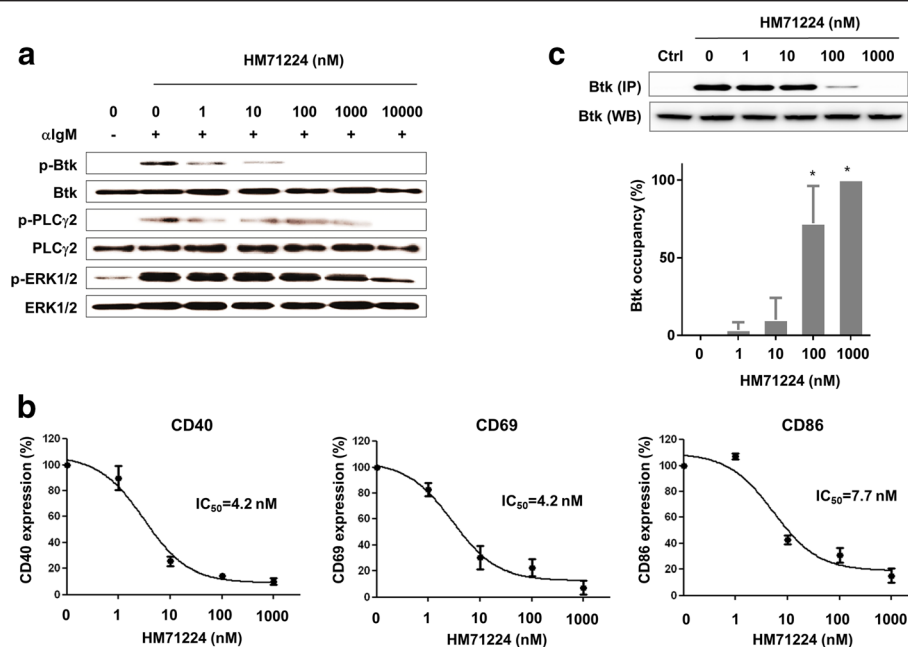 a
HM71224 (nM)
0 0 1 10 100 1000 10000
αIgM - + + + + + +
p-Btk
Btk
p-PLCγ2
PLCγ2
p-ERK1/2
ERK1/2
c
HM71224 (nM)
Ctrl 0 1 10 100 1000
Btk (IP)
Btk (WB)
Btk occupancy (%)
100
50
0
* *
0 1 10 100 1000
HM71224 (nM)
b
CD40
CD40 expression (%)
120
100
80
60
40
20
0
IC50=4.2 nM
0 1 10 100 1000
HM71224 (nM)
CD69
CD69 expression (%)
120
100
80
60
40
20
0
IC50=4.2 nM
0 1 10 100 1000
HM71224 (nM)
CD86
CD86 expression (%)
120
100
80
60
40
20
0
IC50=7.7 nM
0 1 10 100 1000
HM71224 (nM)